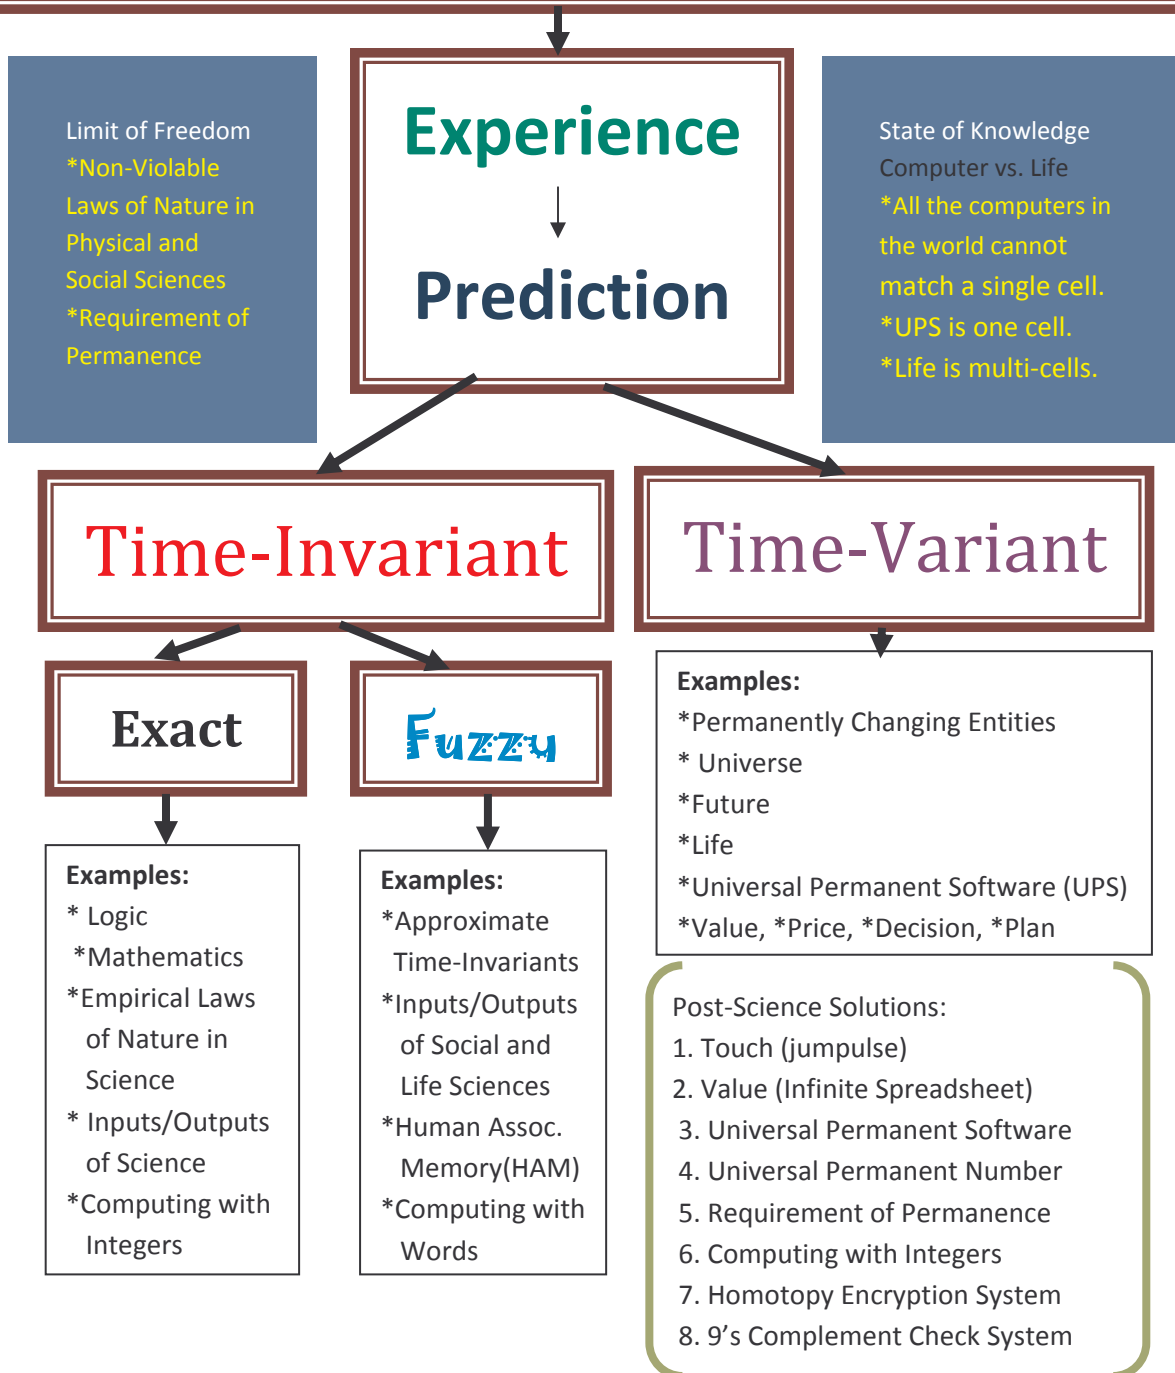 Limit of Freedom
*Non-Violable
Laws of Nature in
Physical and
Social Sciences
*Requirement of
Permanence
Experience
Prediction
State of Knowledge
Computer vs. Life
*All the computers in
the world cannot
match a single cell.
*UPS is one cell.
*Life is multi-cells.
Time-Invariant
Time-Variant
Exact
Fuzzy
Examples:
* Logic
*Mathematics
*Empirical Laws
of Nature in
Science
* Inputs/Outputs
of Science
*Computing with
Integers
Examples:
*Approximate
Time-Invariants
*Inputs/Outputs
of Social and
Life Sciences
*Human Assoc.
Memory(HAM)
*Computing with
Words
Examples:
*Permanently Changing Entities
* Universe
*Future
*Life
*Universal Permanent Software (UPS)
*Value, *Price, *Decision, *Plan
Post-Science Solutions:
1. Touch (jumpulse)
2. Value (Infinite Spreadsheet)
3. Universal Permanent Software
4. Universal Permanent Number
5. Requirement of Permanence
6. Computing with Integers
7. Homotopy Encryption System
8. 9’s Complement Check System